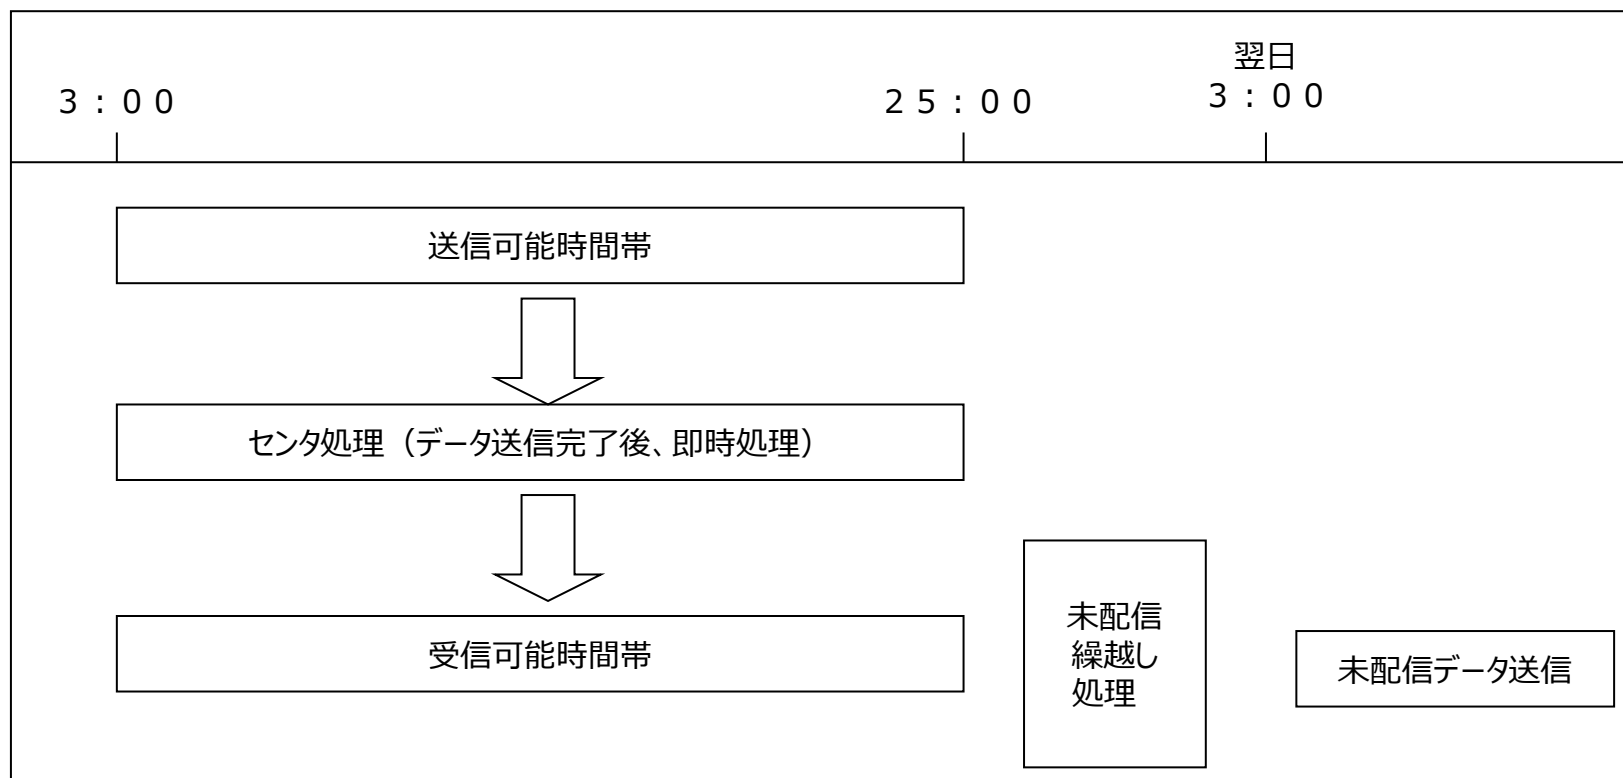 翌日
３：００
２５：００
３：００
送信可能時間帯
センタ処理（データ送信完了後、即時処理）
受信可能時間帯
未配信
繰越し
処理
未配信データ送信